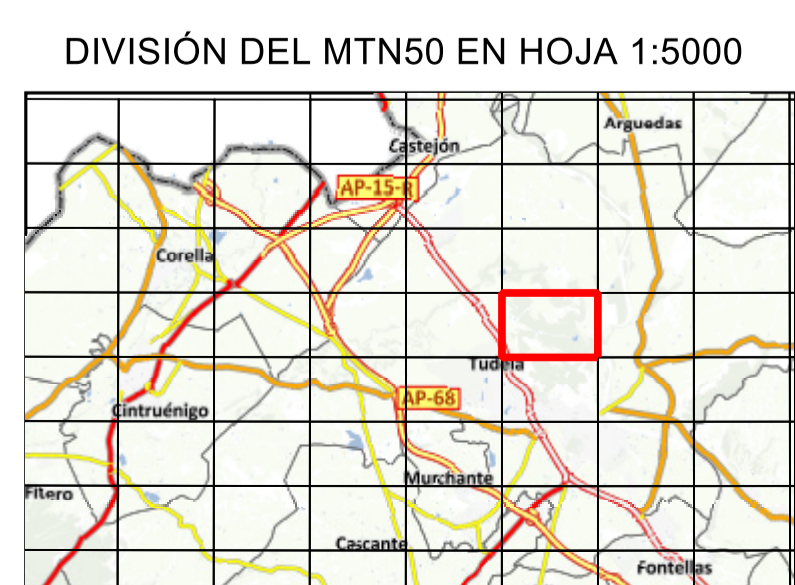 DIVISIÓN DEL MTN50 EN HOJA 1:5000
Arguedas
Castejón
AP-15-R
Corella
Tudela
AP-68
Cintruénigo
Murchante
Fitero
Cascante
Fontellas